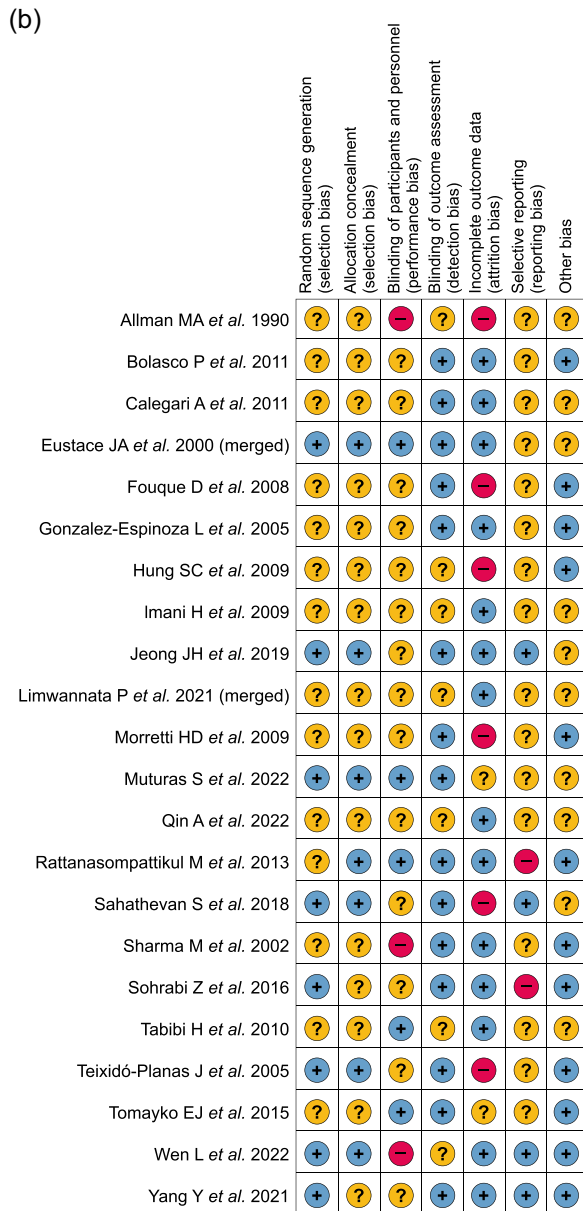 (b)
Random sequence generation
(selection bias)
Allocation concealment
(selection bias)
Blinding of participants and personnel
(performance bias)
Blinding of outcome assessment
(detection bias)
Incomplete outcome data
(attrition bias)
Selective reporting
(reporting bias)
Other bias
Allman MA et al. 1990 ? ? − ? − ? ?
Bolasco P et al. 2011 ? ? ? + + ? +
Calegari A et al. 2011 ? ? ? + + ? ?
Eustace JA et al. 2000 (merged) + + + + + ? ?
Fouque D et al. 2008 ? ? ? + − ? +
Gonzalez-Espinoza L et al. 2005 ? ? ? + + ? +
Hung SC et al. 2009 ? ? ? ? − ? +
Imani H et al. 2009 ? ? ? ? + ? ?
Jeong JH et al. 2019 + + ? + + + ?
Limwannata P et al. 2021 (merged) ? ? ? ? + ? ?
Morretti HD et al. 2009 ? ? ? + − ? +
Muturas S et al. 2022 + + + + ? ? ?
Qin A et al. 2022 ? ? ? ? + ? ?
Rattanasompattikul M et al. 2013 ? + + + + − +
Sahathevan S et al. 2018 + + ? + − + ?
Sharma M et al. 2002 ? ? − + + ? +
Sohrabi Z et al. 2016 + ? ? + + − +
Tabibi H et al. 2010 ? ? + ? + ? ?
Teixidó-Planas J et al. 2005 + + ? + − ? +
Tomayko EJ et al. 2015 ? ? + + ? ? +
Wen L et al. 2022 + + − ? + + +
Yang Y et al. 2021 + ? ? + + + +